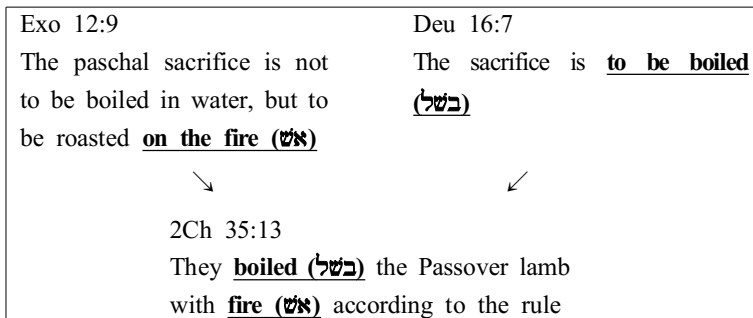 Exo 12:9
The paschal sacrifice is not
to be boiled in water, but to
be roasted on the fire (אשׁ)
Deu 16:7
The sacrifice is to be boiled
(בשׁל)
↘ ↙
2Ch 35:13
They boiled (בשׁל) the Passover lamb
with fire (אשׁ) according to the rule